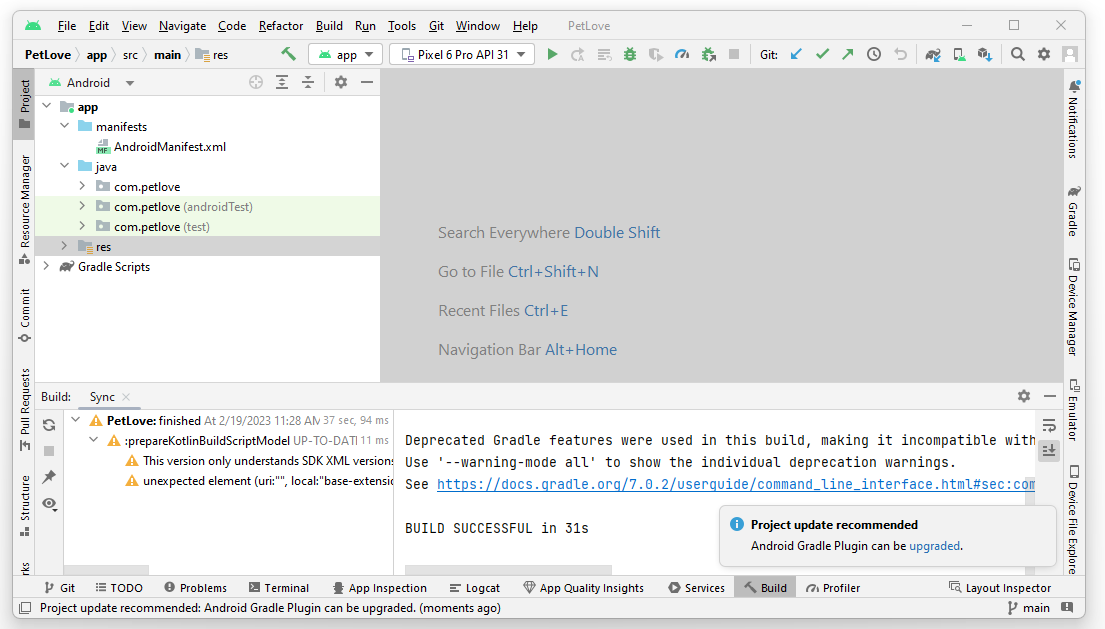 File Edit View Navigate Code Refactor Build Run Tools Git Window Help PetLove
PetLove app src main res app Pixel 6 Pro API 31 Git:
Project
Resource Manager
Commit
Pull Requests
Structure
Android
app
manifests
MF AndroidManifest.xml
java
com.petlove
com.petlove (androidTest)
com.petlove (test)
res
Gradle Scripts
Search Everywhere Double Shift
Go to File Ctrl+Shift+N
Recent Files Ctrl+E
Navigation Bar Alt+Home
Notifications
Gradle
Device Manager
Emulator
Device File Explorer
Build: Sync
PetLove: finished At 2/19/2023 11:28 AM 37 sec, 94 ms
:prepareKotlinBuildScriptModel UP-TO-DATE 11 ms
This version only understands SDK XML versions
unexpected element (uri:"", local:"base-extensio
Deprecated Gradle features were used in this build, making it incompatible with
Use '--warning-mode all' to show the individual deprecation warnings.
See https://docs.gradle.org/7.0.2/userguide/command_line_interface.html#sec:com
BUILD SUCCESSFUL in 31s
Project update recommended
Android Gradle Plugin can be upgraded.
Git TODO Problems Terminal App Inspection Logcat App Quality Insights Services Build Profiler Layout Inspector
Project update recommended: Android Gradle Plugin can be upgraded. (moments ago) main